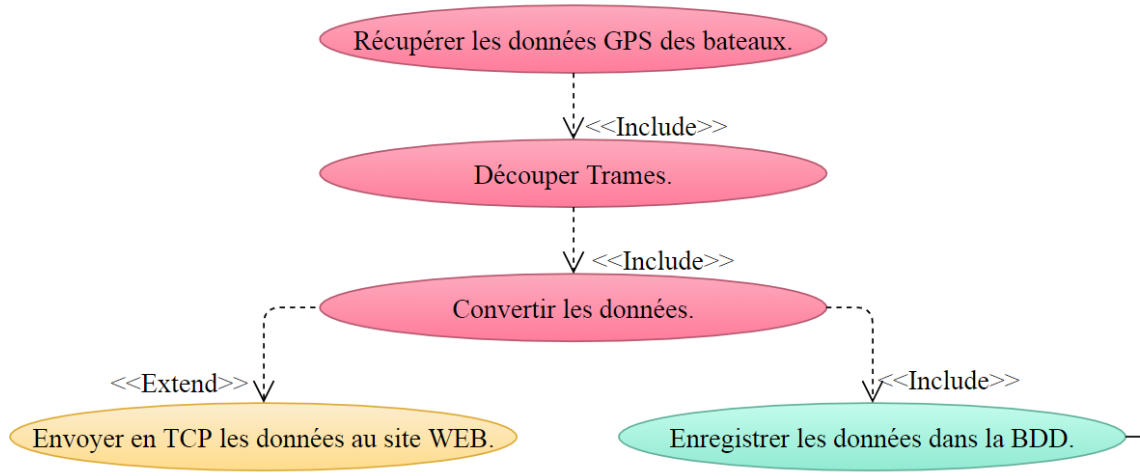 Récupérer les données GPS des bateaux.
<<Include>>
Découper Trames.
<<Include>>
Convertir les données.
<<Extend>>
<<Include>>
Envoyer en TCP les données au site WEB.
Enregistrer les données dans la BDD.